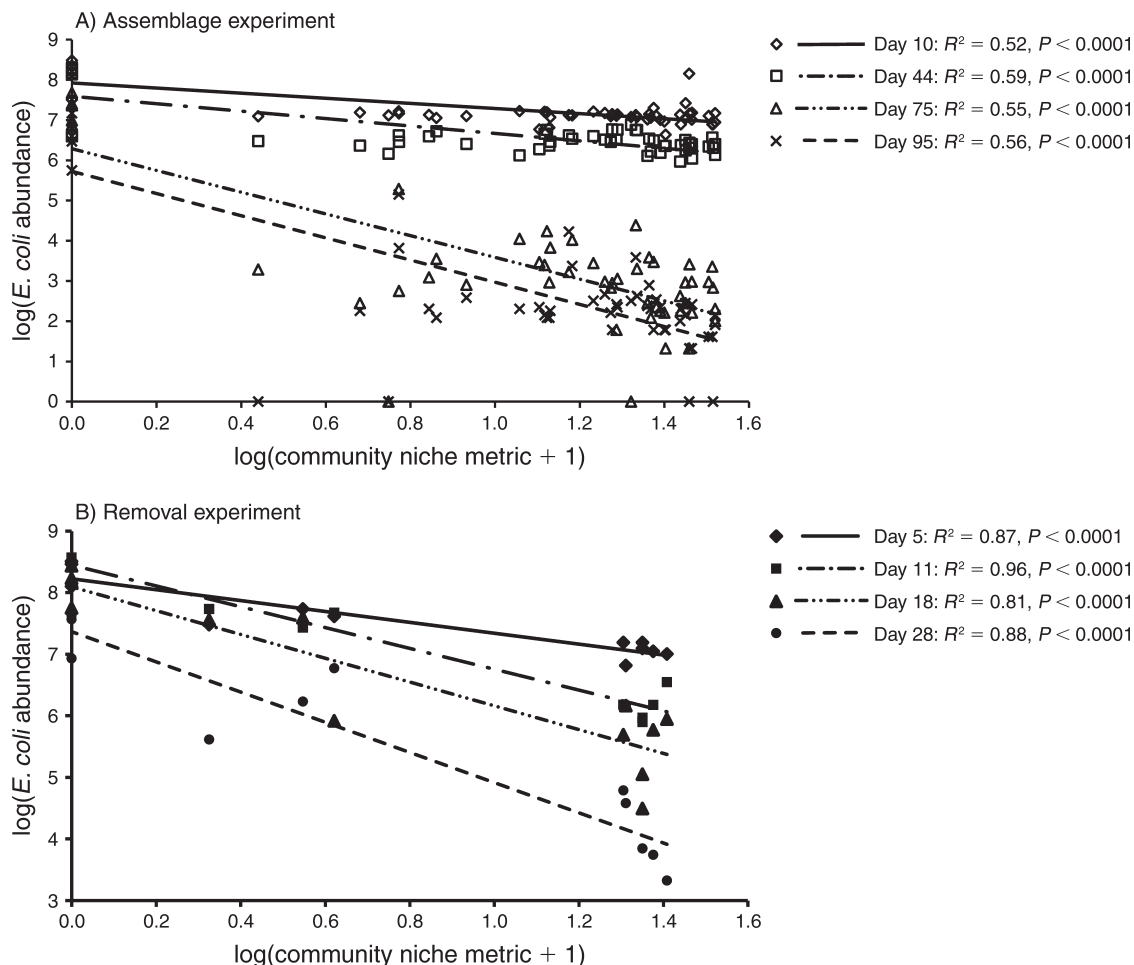 A) Assemblage experiment
9
8
7
6
5
4
3
2
1
0
log(E. coli abundance)
0.0 0.2 0.4 0.6 0.8 1.0 1.2 1.4 1.6
log(community niche metric + 1)
Day 10: R² = 0.52, P < 0.0001
Day 44: R² = 0.59, P < 0.0001
Day 75: R² = 0.55, P < 0.0001
Day 95: R² = 0.56, P < 0.0001
B) Removal experiment
9
8
7
6
5
4
3
log(E. coli abundance)
0.0 0.2 0.4 0.6 0.8 1.0 1.2 1.4 1.6
log(community niche metric + 1)
Day 5: R² = 0.87, P < 0.0001
Day 11: R² = 0.96, P < 0.0001
Day 18: R² = 0.81, P < 0.0001
Day 28: R² = 0.88, P < 0.0001